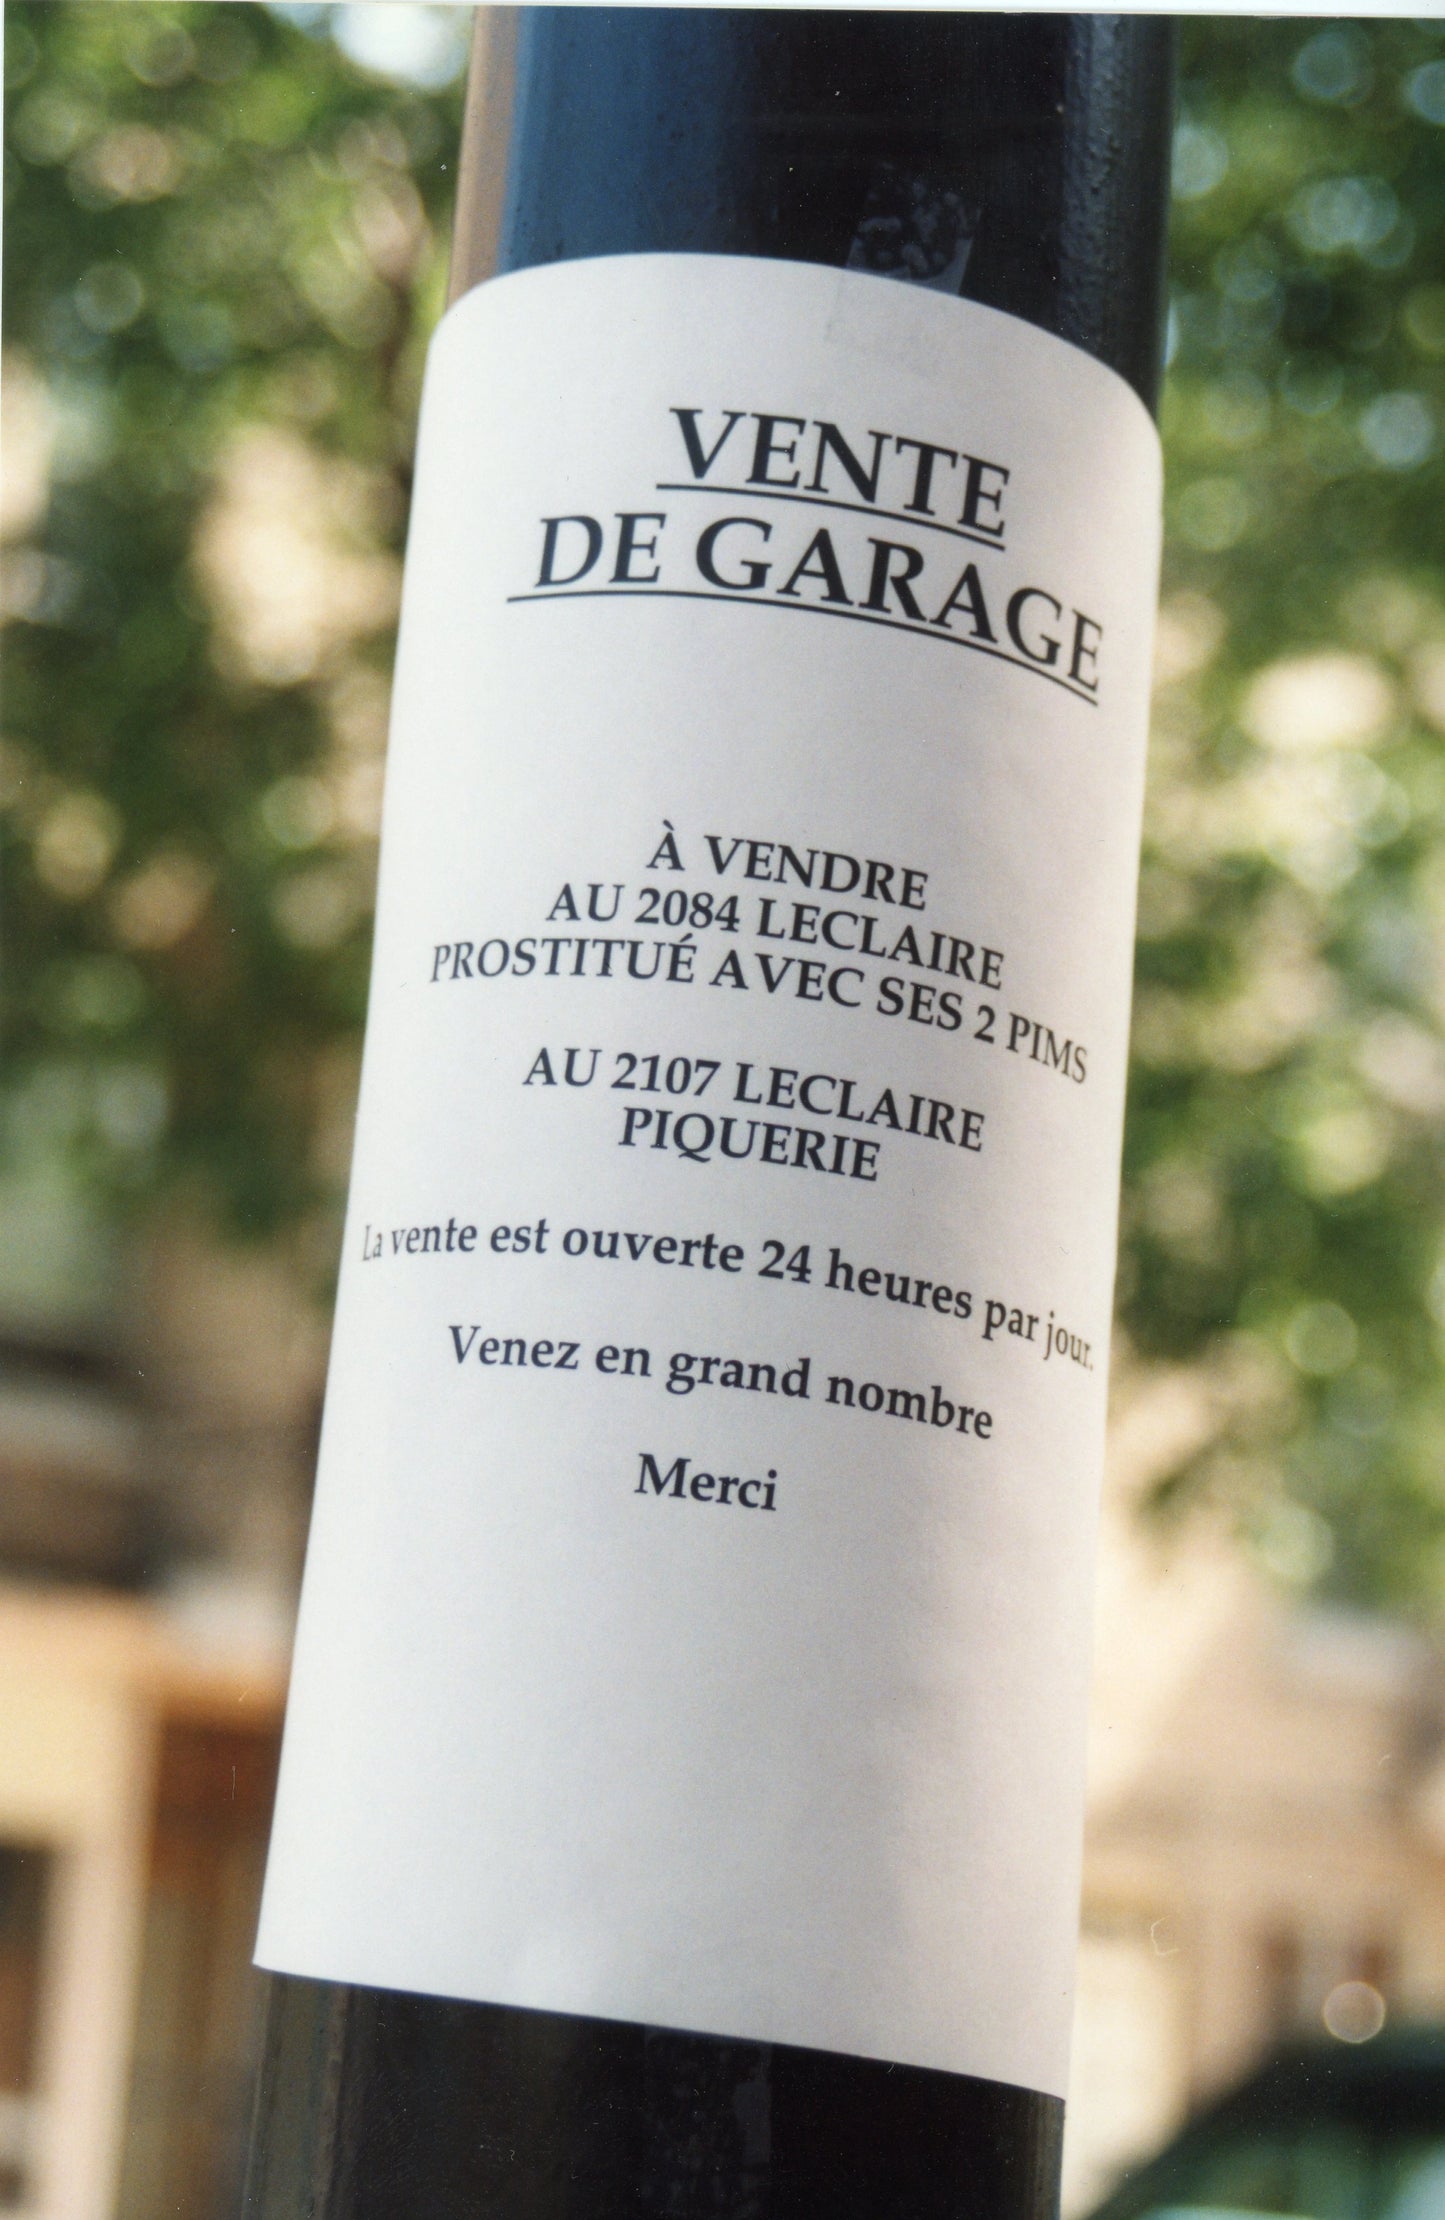 VENTE
DE GARAGE
À VENDRE
AU 2084 LECLAIRE
PROSTITUÉ AVEC SES 2 PIMS
AU 2107 LECLAIRE
PIQUERIE
La vente est ouverte 24 heures par jour.
Venez en grand nombre
Merci